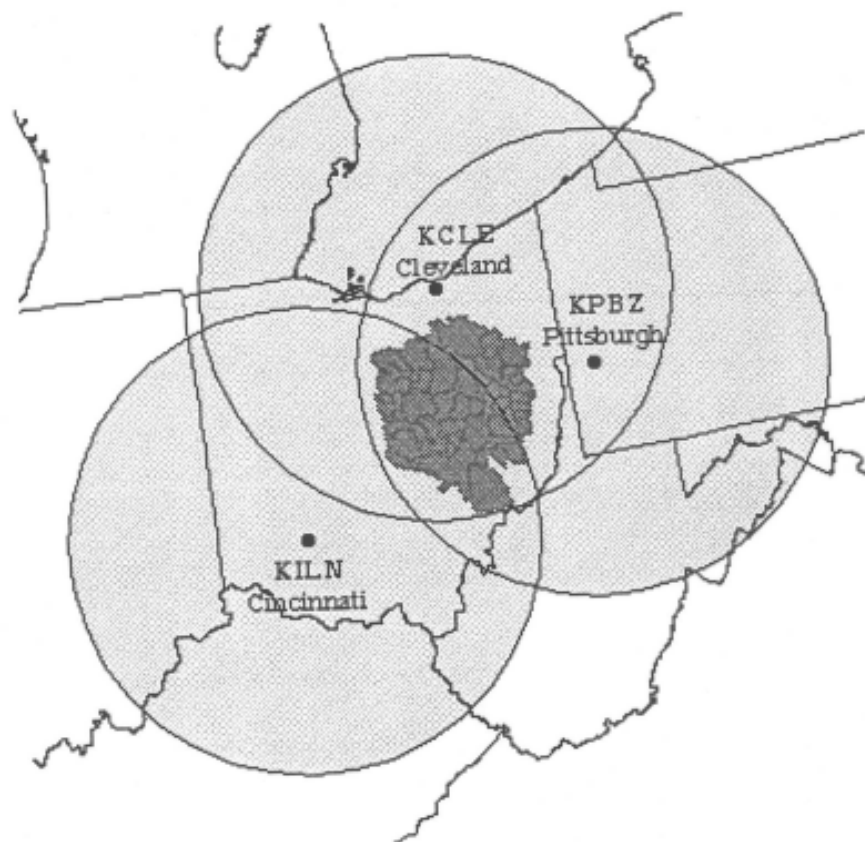 KCLE
Cleveland
KPBZ
Pittsburgh
KILN
Cincinnati